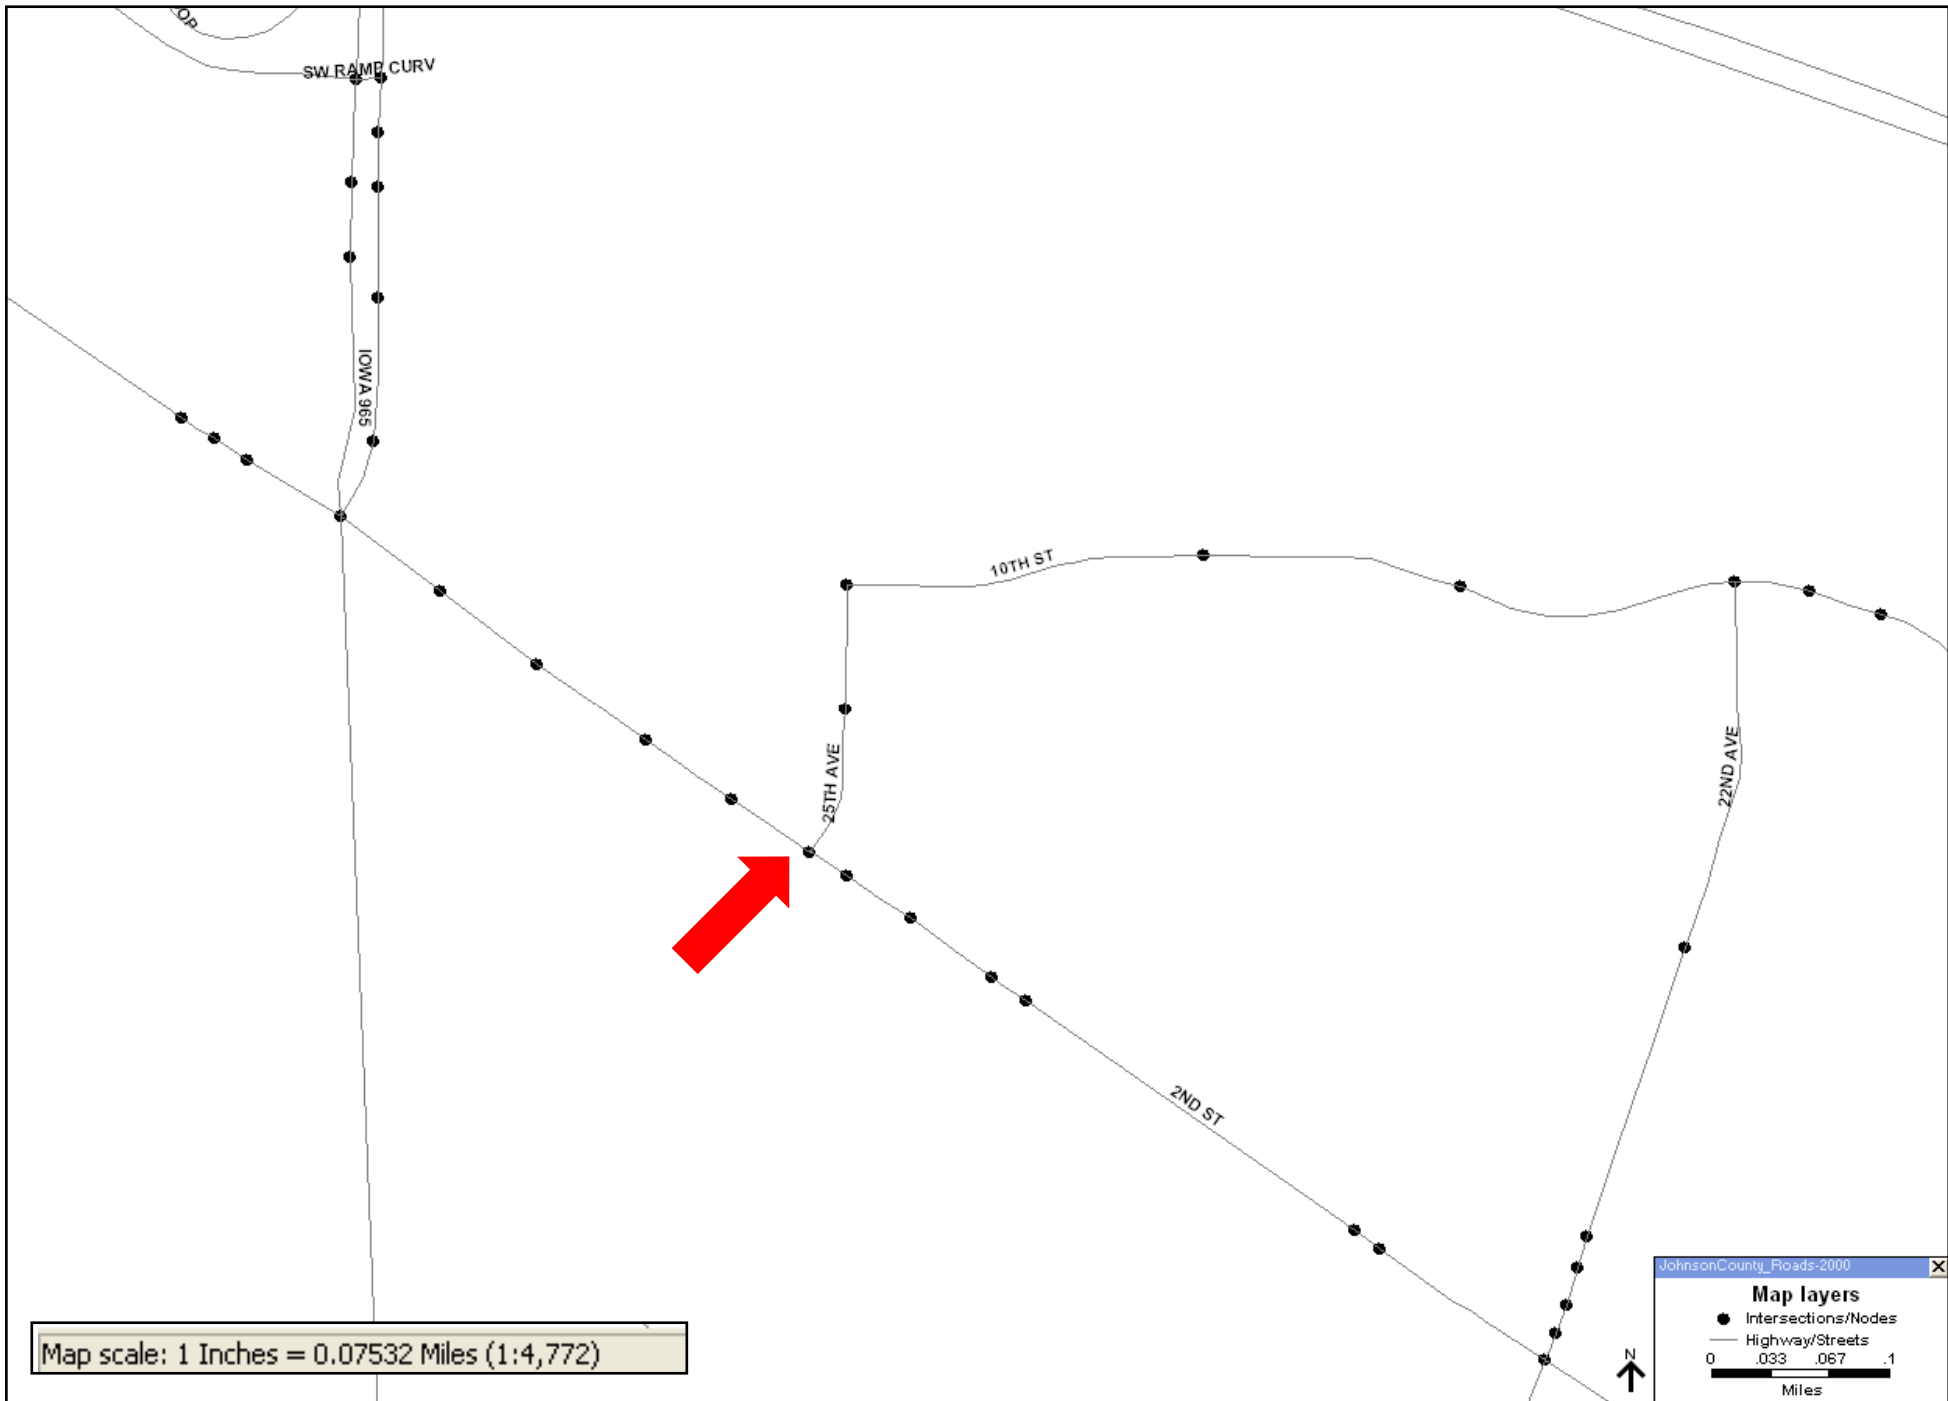 OP
SW RAMP CURV
IOWA 965
10TH ST
25TH AVE
22ND AVE
2ND ST
JohnsonCounty_Roads-2000
Map layers
Intersections/Nodes
Highway/Streets
0 .033 .067 .1
Miles
N
Map scale: 1 Inches = 0.07532 Miles (1:4,772)